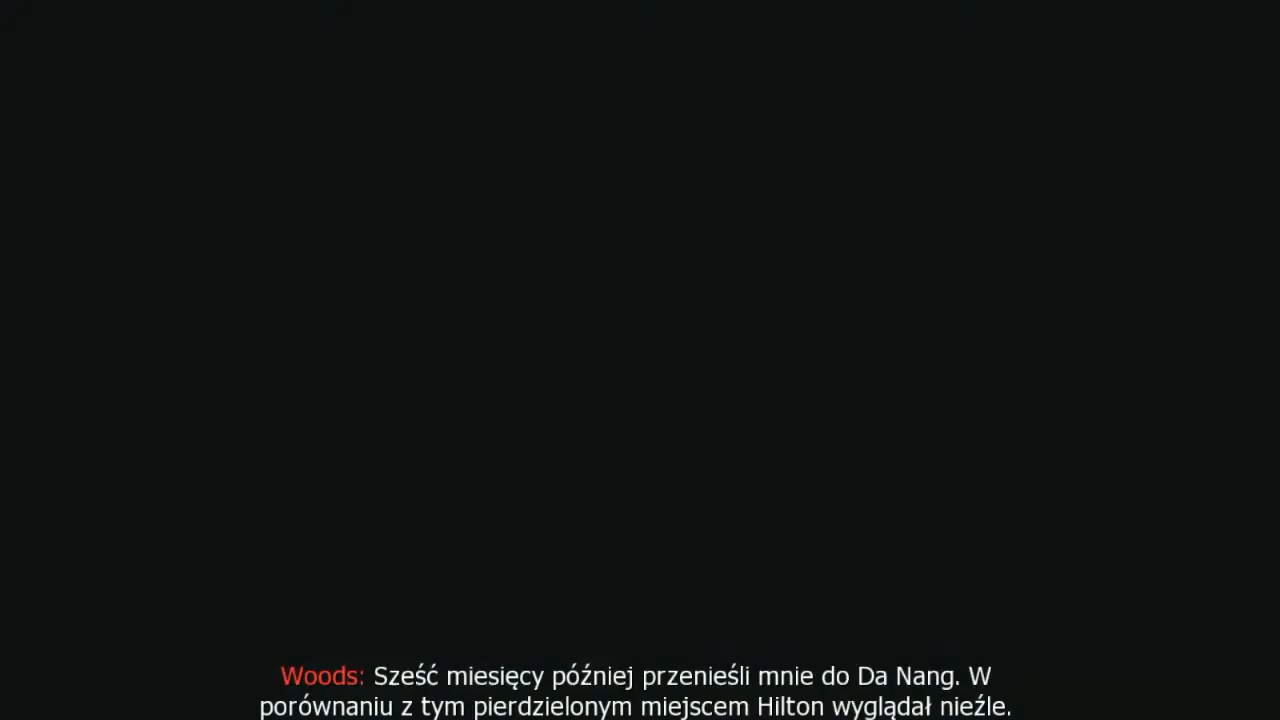 Woods: Sześć miesięcy później przenieśli mnie do Da Nang. W
porównaniu z tym pierdzielonym miejscem Hilton wyglądał nieźle.